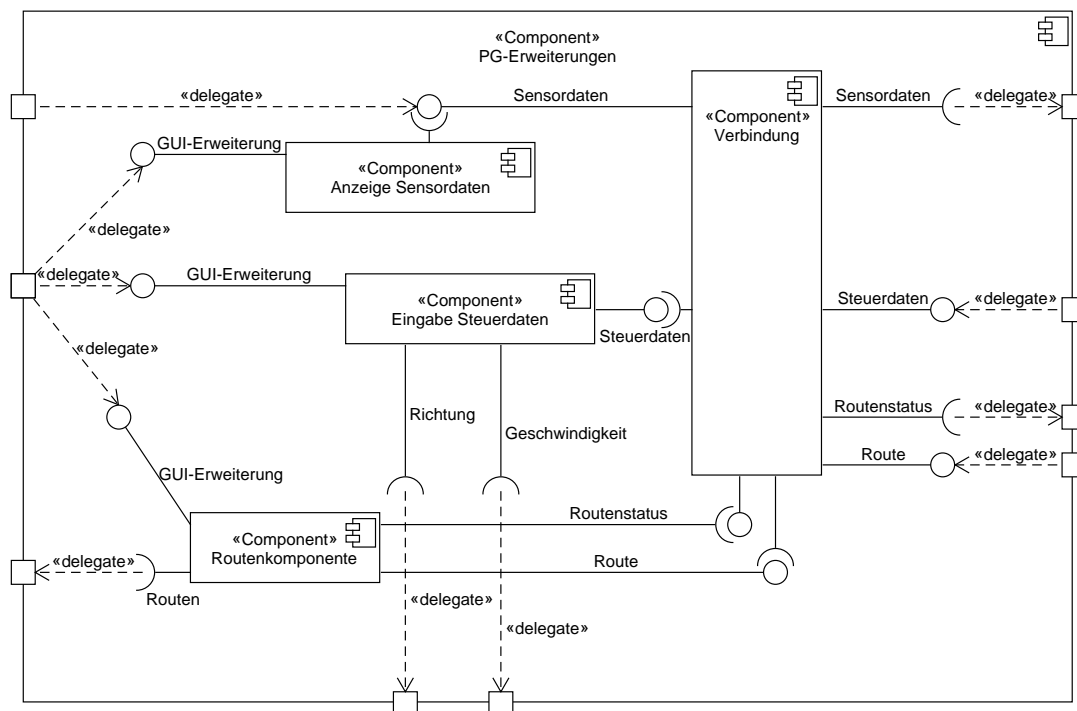 «Component»
PG-Erweiterungen
«delegate»
Sensordaten
Sensordaten
«delegate»
«Component»
Verbindung
GUI-Erweiterung
«Component»
Anzeige Sensordaten
«delegate»
«delegate»
GUI-Erweiterung
«Component»
Eingabe Steuerdaten
Steuerdaten
Steuerdaten
«delegate»
«delegate»
Richtung
Geschwindigkeit
Routenstatus
«delegate»
Route
«delegate»
GUI-Erweiterung
«Component»
Routenkomponente
Routenstatus
Route
«delegate»
Routen
«delegate»
«delegate»